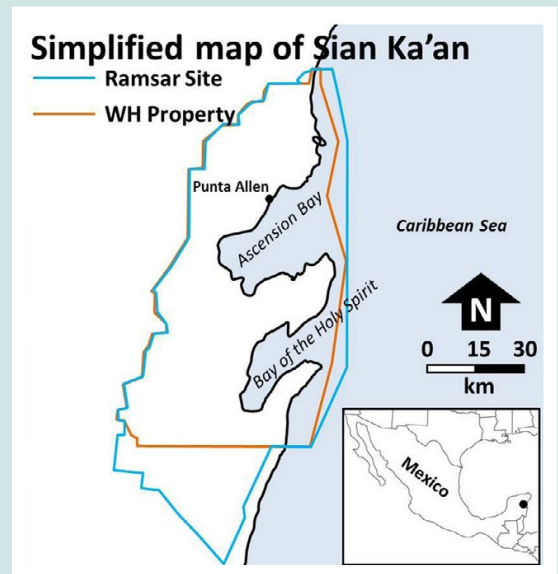 Simplified map of Sian Ka’an
Ramsar Site
WH Property
Punta Allen
Ascension Bay
Caribbean Sea
Bay of the Holy Spirit
N
0 15 30
km
Mexico